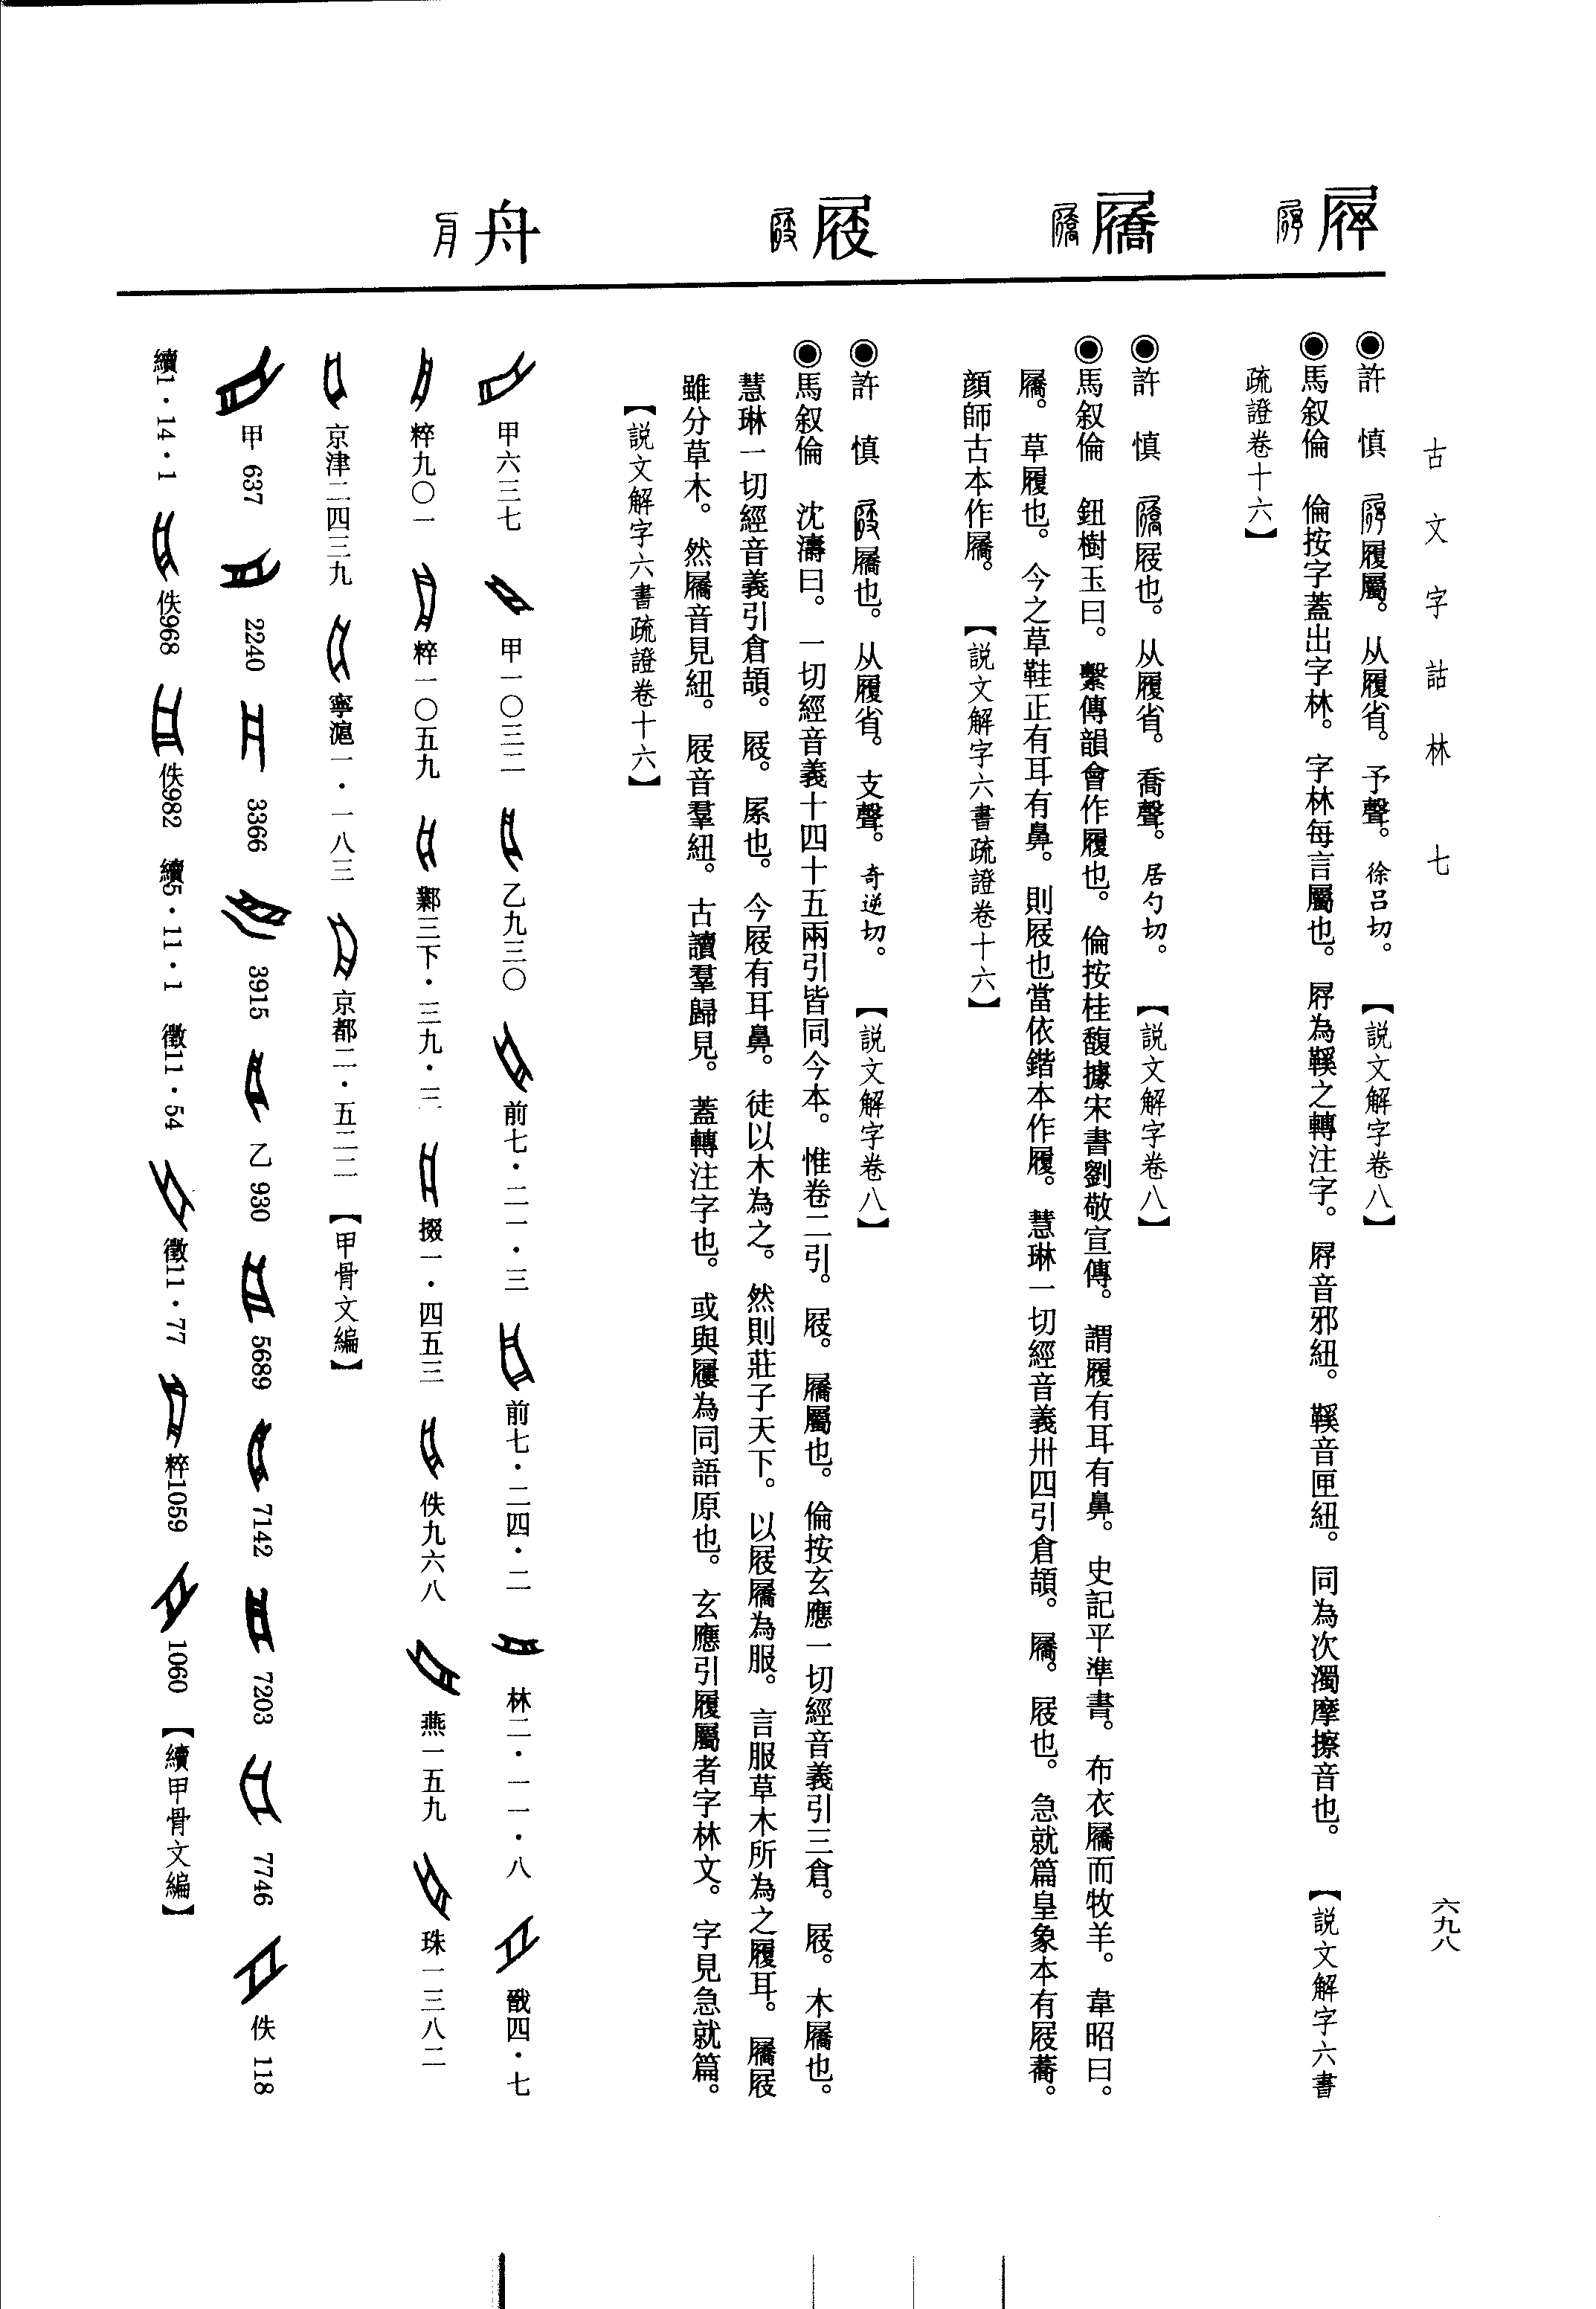 古文字詁林 七
六九八
𡳐
◉許 慎 履屬。从履省。予聲。徐呂切。【説文解字卷八】
◉馬叙倫 倫按字蓋出字林。字林每言屬也。𡳐為鞵之轉注字。𡳐音邪紐。鞵音匣紐。同為次濁摩擦音也。【説文解字六書
疏證卷十六】
屩
◉許 慎 屐也。从履省。喬聲。居勺切。【説文解字卷八】
◉馬叙倫 鈕樹玉曰。繫傳韻會作履也。倫按桂馥據宋書劉敬宣傳。謂履有耳有鼻。史記平準書。布衣屩而牧羊。韋昭曰。
屩。草履也。今之草鞋正有耳有鼻。則屐也當依鍇本作履。慧琳一切經音義卅四引倉頡。屩。屐也。急就篇皇象本有屐蕎。
顔師古本作屩。【説文解字六書疏證卷十六】
屐
◉許 慎 屩也。从履省。支聲。奇逆切。【説文解字卷八】
◉馬叙倫 沈濤曰。一切經音義十四十五兩引皆同今本。惟卷二引。屐。屩屬也。倫按玄應一切經音義引三倉。屐。木屩也。
慧琳一切經音義引倉頡。屐。屩也。今屐有耳鼻。徒以木為之。然則莊子天下。以屐屩為服。言服草木所為之履耳。屩屐
雖分草木。然屩音見紐。屐音羣紐。古讀羣歸見。蓋轉注字也。或與屨為同語原也。玄應引履屬者字林文。字見急就篇。
【説文解字六書疏證卷十六】
舟
甲六三七 甲一〇三二 乙九三〇 前七·二一·三 前七·二四·二 林二·一一·八 戩四·七
粹九〇一 粹一〇五九 鄴三下·三九·三 掇一·四五三 佚九六八 燕一五九 珠一三八二
京津二四三九 寧滬一·一八三 京都二·五二二 【甲骨文編】
甲 637 2240 3366 3915 乙 930 5689 7142 7203 7746 佚 118
續1·14·1 佚968 佚982 續5·11·1 徵11·54 徵11·77 粹1059 1060 【續甲骨文編】